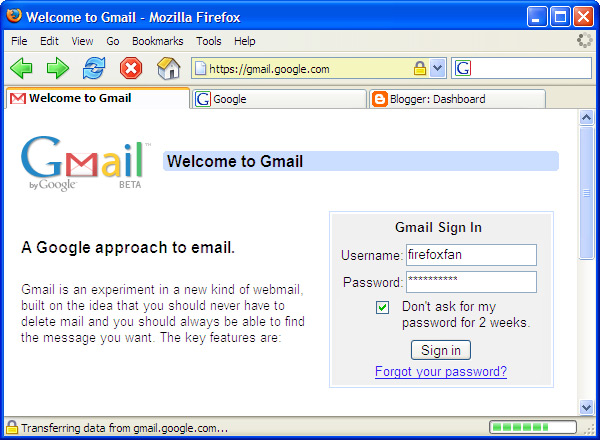 Welcome to Gmail - Mozilla Firefox
File Edit View Go Bookmarks Tools Help
https://gmail.google.com G
Welcome to Gmail G Google Blogger: Dashboard
Gmail™
by Google™ BETA
Welcome to Gmail
Gmail Sign In
A Google approach to email.
Username: firefoxfan
Password: **********
Gmail is an experiment in a new kind of webmail,
built on the idea that you should never have to
delete mail and you should always be able to find
the message you want. The key features are:
Don't ask for my
password for 2 weeks.
Sign in
Forgot your password?
Transferring data from gmail.google.com...